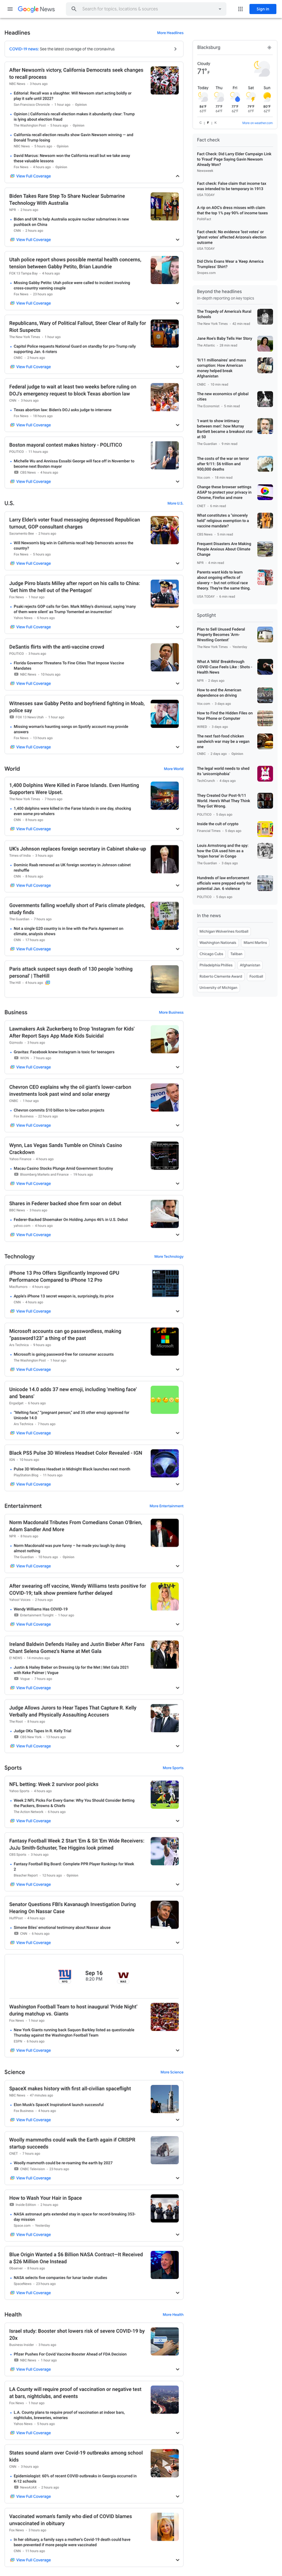 Google News
Search for topics, locations & sources
Sign in
Headlines
More Headlines
COVID-19 news: See the latest coverage of the coronavirus
After Newsom's victory, California Democrats seek changes to recall process
NBC News · 3 hours ago
Editorial: Recall was a slaughter. Will Newsom start acting boldly or play it safe until 2022?
San Francisco Chronicle · 1 hour ago · Opinion
Opinion | California's recall election makes it abundantly clear: Trump is lying about election fraud
The Washington Post · 5 hours ago · Opinion
California recall election results show Gavin Newsom winning — and Donald Trump losing
NBC News · 9 hours ago · Opinion
David Marcus: Newsom won the California recall but we take away these valuable lessons
Fox News · 4 hours ago · Opinion
View Full Coverage
Biden Takes Rare Step To Share Nuclear Submarine Technology With Australia
NPR · 3 hours ago
Biden and UK to help Australia acquire nuclear submarines in new pushback on China
CNN · 2 hours ago
View Full Coverage
Utah police report shows possible mental health concerns, tension between Gabby Petito, Brian Laundrie
FOX 13 Tampa Bay · 4 hours ago
Missing Gabby Petito: Utah police were called to incident involving cross-country vanning couple
Fox News · 23 hours ago
View Full Coverage
Republicans, Wary of Political Fallout, Steer Clear of Rally for Riot Suspects
The New York Times · 1 hour ago
Capitol Police requests National Guard on standby for pro-Trump rally supporting Jan. 6 rioters
CNBC · 2 hours ago
View Full Coverage
Federal judge to wait at least two weeks before ruling on DOJ's emergency request to block Texas abortion law
CNN · 5 hours ago
Texas abortion law: Biden's DOJ asks judge to intervene
Fox News · 18 hours ago
View Full Coverage
Boston mayoral contest makes history - POLITICO
POLITICO · 11 hours ago
Michelle Wu and Annissa Essaibi George will face off in November to become next Boston mayor
CBS News · 4 hours ago
View Full Coverage
U.S.
More U.S.
Larry Elder's voter fraud messaging depressed Republican turnout, GOP consultant charges
Sacramento Bee · 2 hours ago
Will Newsom's big win in California recall help Democrats across the country?
Fox News · 5 hours ago
View Full Coverage
Judge Pirro blasts Milley after report on his calls to China: 'Get him the hell out of the Pentagon'
Fox News · 1 hour ago
Psaki regrets GOP calls for Gen. Mark Milley's dismissal, saying 'many of them were silent' as Trump 'fomented an insurrection'
Yahoo News · 5 hours ago
View Full Coverage
DeSantis flirts with the anti-vaccine crowd
POLITICO · 5 hours ago
Florida Governor Threatens To Fine Cities That Impose Vaccine Mandates
NBC News · 10 hours ago
View Full Coverage
Witnesses saw Gabby Petito and boyfriend fighting in Moab, police say
FOX 13 News Utah · 1 hour ago
Missing woman's haunting songs on Spotify account may provide answers
Fox News · 13 hours ago
View Full Coverage
World
More World
1,400 Dolphins Were Killed in Faroe Islands. Even Hunting Supporters Were Upset.
The New York Times · 7 hours ago
1,400 dolphins were killed in the Faroe Islands in one day, shocking even some pro-whalers
CNN · 8 hours ago
View Full Coverage
UK's Johnson replaces foreign secretary in Cabinet shake-up
Times of India · 3 hours ago
Dominic Raab removed as UK foreign secretary in Johnson cabinet reshuffle
CNN · 8 hours ago
View Full Coverage
Governments falling woefully short of Paris climate pledges, study finds
The Guardian · 7 hours ago
Not a single G20 country is in line with the Paris Agreement on climate, analysis shows
CNN · 17 hours ago
View Full Coverage
Paris attack suspect says death of 130 people 'nothing personal' | TheHill
The Hill · 4 hours ago
Business
More Business
Lawmakers Ask Zuckerberg to Drop 'Instagram for Kids' After Report Says App Made Kids Suicidal
Gizmodo · 3 hours ago
Gravitas: Facebook knew Instagram is toxic for teenagers
WION · 7 hours ago
View Full Coverage
Chevron CEO explains why the oil giant's lower-carbon investments look past wind and solar energy
CNBC · 1 hour ago
Chevron commits $10 billion to low-carbon projects
Fox Business · 22 hours ago
View Full Coverage
Wynn, Las Vegas Sands Tumble on China's Casino Crackdown
Yahoo Finance · 4 hours ago
Macau Casino Stocks Plunge Amid Government Scrutiny
Bloomberg Markets and Finance · 19 hours ago
View Full Coverage
Shares in Federer backed shoe firm soar on debut
BBC News · 2 hours ago
Federer-Backed Shoemaker On Holding Jumps 46% in U.S. Debut
yahoo.com · 4 hours ago
View Full Coverage
Technology
More Technology
iPhone 13 Pro Offers Significantly Improved GPU Performance Compared to iPhone 12 Pro
MacRumors · 3 hours ago
Apple's iPhone 13 secret weapon is, surprisingly, its price
CNN · 4 hours ago
View Full Coverage
Microsoft accounts can go passwordless, making "password123" a thing of the past
Ars Technica · 6 hours ago
Microsoft is going password-free for consumer accounts
The Washington Post · 1 hour ago
View Full Coverage
Unicode 14.0 adds 37 new emoji, including 'melting face' and 'beans'
Engadget · 6 hours ago
"Melting face," "pregnant person," and 35 other emoji approved for Unicode 14.0
Ars Technica · 7 hours ago
View Full Coverage
Black PS5 Pulse 3D Wireless Headset Color Revealed - IGN
IGN · 10 hours ago
Pulse 3D Wireless Headset in Midnight Black launches next month
PlayStation.Blog · 11 hours ago
View Full Coverage
Entertainment
More Entertainment
Norm Macdonald Tributes From Comedians Conan O'Brien, Adam Sandler And More
NPR · 8 hours ago
Norm Macdonald was pure funny – he made you laugh by doing almost nothing
The Guardian · 10 hours ago · Opinion
View Full Coverage
After swearing off vaccine, Wendy Williams tests positive for COVID-19; talk show premiere further delayed
Yahoo! Voices · 2 hours ago
Wendy Williams Has COVID-19
Entertainment Tonight · 1 hour ago
View Full Coverage
Ireland Baldwin Defends Hailey and Justin Bieber After Fans Chant Selena Gomez's Name at Met Gala
E! NEWS · 14 minutes ago
Justin & Hailey Bieber on Dressing Up for the Met | Met Gala 2021 with Keke Palmer | Vogue
Vogue · 7 hours ago
View Full Coverage
Judge Allows Jurors to Hear Tapes That Capture R. Kelly Verbally and Physically Assaulting Accusers
The Root · 6 hours ago
Judge OKs Tapes in R. Kelly Trial
CBS New York · 13 hours ago
View Full Coverage
Sports
More Sports
NFL betting: Week 2 survivor pool picks
Yahoo Sports · 4 hours ago
Week 2 NFL Picks For Every Game: Why You Should Consider Betting the Packers, Browns & Chiefs
The Action Network · 6 hours ago
View Full Coverage
Fantasy Football Week 2 Start 'Em & Sit 'Em Wide Receivers: JuJu Smith-Schuster, Tee Higgins look primed
CBS Sports · 3 hours ago
Fantasy Football Big Board: Complete PPR Player Rankings for Week 2
Bleacher Report · 12 hours ago · Opinion
View Full Coverage
Senator Questions FBI's Kavanaugh Investigation During Hearing On Nassar Case
HuffPost · 4 hours ago
Simone Biles' emotional testimony about Nassar abuse
CNN · 6 hours ago
View Full Coverage
Sep 16
8:20 PM
NYG
WAS
Washington Football Team to host inaugural 'Pride Night' during matchup vs. Giants
Fox News · 1 hour ago
New York Giants running back Saquon Barkley listed as questionable Thursday against the Washington Football Team
ESPN · 6 hours ago
View Full Coverage
Science
More Science
SpaceX makes history with first all-civilian spaceflight
NBC News · 41 minutes ago
Elon Musk's SpaceX Inspiration4 launch successful
Fox Business · 4 hours ago
View Full Coverage
Woolly mammoths could walk the Earth again if CRISPR startup succeeds
CNET · 7 hours ago
Woolly mammoth could be re-roaming the earth by 2027
CNBC Television · 23 hours ago
View Full Coverage
How to Wash Your Hair in Space
Inside Edition · 2 hours ago
NASA astronaut gets extended stay in space for record-breaking 353-day mission
Space.com · Yesterday
View Full Coverage
Blue Origin Wanted a $6 Billion NASA Contract—It Received a $26 Million One Instead
Observer · 8 hours ago
NASA selects five companies for lunar lander studies
SpaceNews · 23 hours ago
View Full Coverage
Health
More Health
Israel study: Booster shot lowers risk of severe COVID-19 by 20x
Business Insider · 3 hours ago
Pfizer Pushes For Covid Vaccine Booster Ahead of FDA Decision
NBC News · 1 hour ago
View Full Coverage
LA County will require proof of vaccination or negative test at bars, nightclubs, and events
Fox News · 1 hour ago
L.A. County plans to require proof of vaccination at indoor bars, nightclubs, breweries, wineries
Yahoo News · 5 hours ago
View Full Coverage
States sound alarm over Covid-19 outbreaks among school kids
CNN · 5 hours ago
Epidemiologist: 60% of recent COVID outbreaks in Georgia occurred in K-12 schools
News4JAX · 2 hours ago
View Full Coverage
Vaccinated woman's family who died of COVID blames unvaccinated in obituary
Fox News · 3 hours ago
In her obituary, a family says a mother's Covid-19 death could have been prevented if more people were vaccinated
CNN · 11 hours ago
View Full Coverage
Blacksburg
Cloudy
71°F
Today
Thu
Fri
Sat
Sun
C | F | K
More on weather.com
Fact check
Fact Check: Did Larry Elder Campaign Link to 'Fraud' Page Saying Gavin Newsom Already Won?
Newsweek
Fact check: False claim that income tax was intended to be temporary in 1913
USA TODAY
A rip on AOC's dress misses with claim that the top 1% pay 90% of income taxes
PolitiFact
Fact check: No evidence 'lost votes' or 'ghost votes' affected Arizona's election outcome
USA TODAY
Did Chris Evans Wear a 'Keep America Trumpless' Shirt?
Snopes.com
Beyond the headlines
In-depth reporting on key topics
The Tragedy of America's Rural Schools
The New York Times · 42 min read
Jane Roe's Baby Tells Her Story
The Atlantic · 28 min read
'9/11 millionaires' and mass corruption: How American money helped break Afghanistan
CNBC · 10 min read
The new economics of global cities
The Economist · 5 min read
'I want to show intimacy between men': how Murray Bartlett became a breakout star at 50
The Guardian · 9 min read
The costs of the war on terror after 9/11: $6 trillion and 900,000 deaths
Vox.com · 16 min read
Change these browser settings ASAP to protect your privacy in Chrome, Firefox and more
CNET · 6 min read
What constitutes a "sincerely held" religious exemption to a vaccine mandate?
CBS News · 5 min read
Frequent Disasters Are Making People Anxious About Climate Change
NPR · 4 min read
Parents want kids to learn about ongoing effects of slavery – but not critical race theory. They're the same thing.
USA TODAY · 6 min read
Spotlight
Plan to Sell Unused Federal Property Becomes 'Arm-Wrestling Contest'
The New York Times · Yesterday
What A 'Mild' Breakthrough COVID Case Feels Like : Shots - Health News
NPR · 2 days ago
How to end the American dependence on driving
Vox.com · 2 days ago
How to Find the Hidden Files on Your Phone or Computer
WIRED · 2 days ago
The next fast-food chicken sandwich war may be a vegan one
CNBC · 2 days ago · Opinion
The legal world needs to shed its 'unicorniphobia'
TechCrunch · 4 days ago
They Created Our Post-9/11 World. Here's What They Think They Got Wrong.
POLITICO · 5 days ago
Inside the cult of crypto
Financial Times · 5 days ago
Louis Armstrong and the spy: how the CIA used him as a 'trojan horse' in Congo
The Guardian · 3 days ago
Hundreds of law enforcement officials were prepped early for potential Jan. 6 violence
POLITICO · 5 days ago
In the news
Michigan Wolverines football
Washington Nationals
Miami Marlins
Chicago Cubs
Taliban
Philadelphia Phillies
Afghanistan
Roberto Clemente Award
Football
University of Michigan